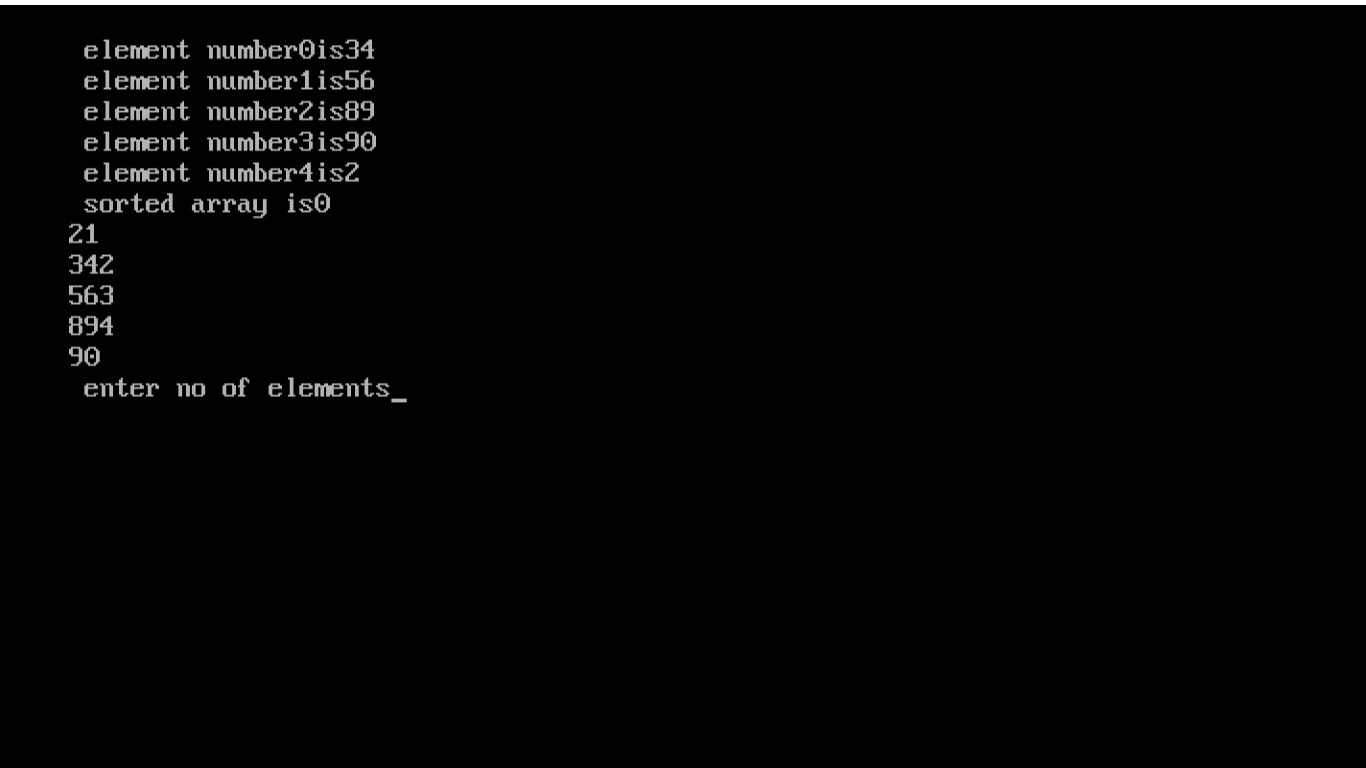 element number0is34
element number1is56
element number2is89
element number3is90
element number4is2
sorted array is0
21
342
563
894
90
enter no of elements_